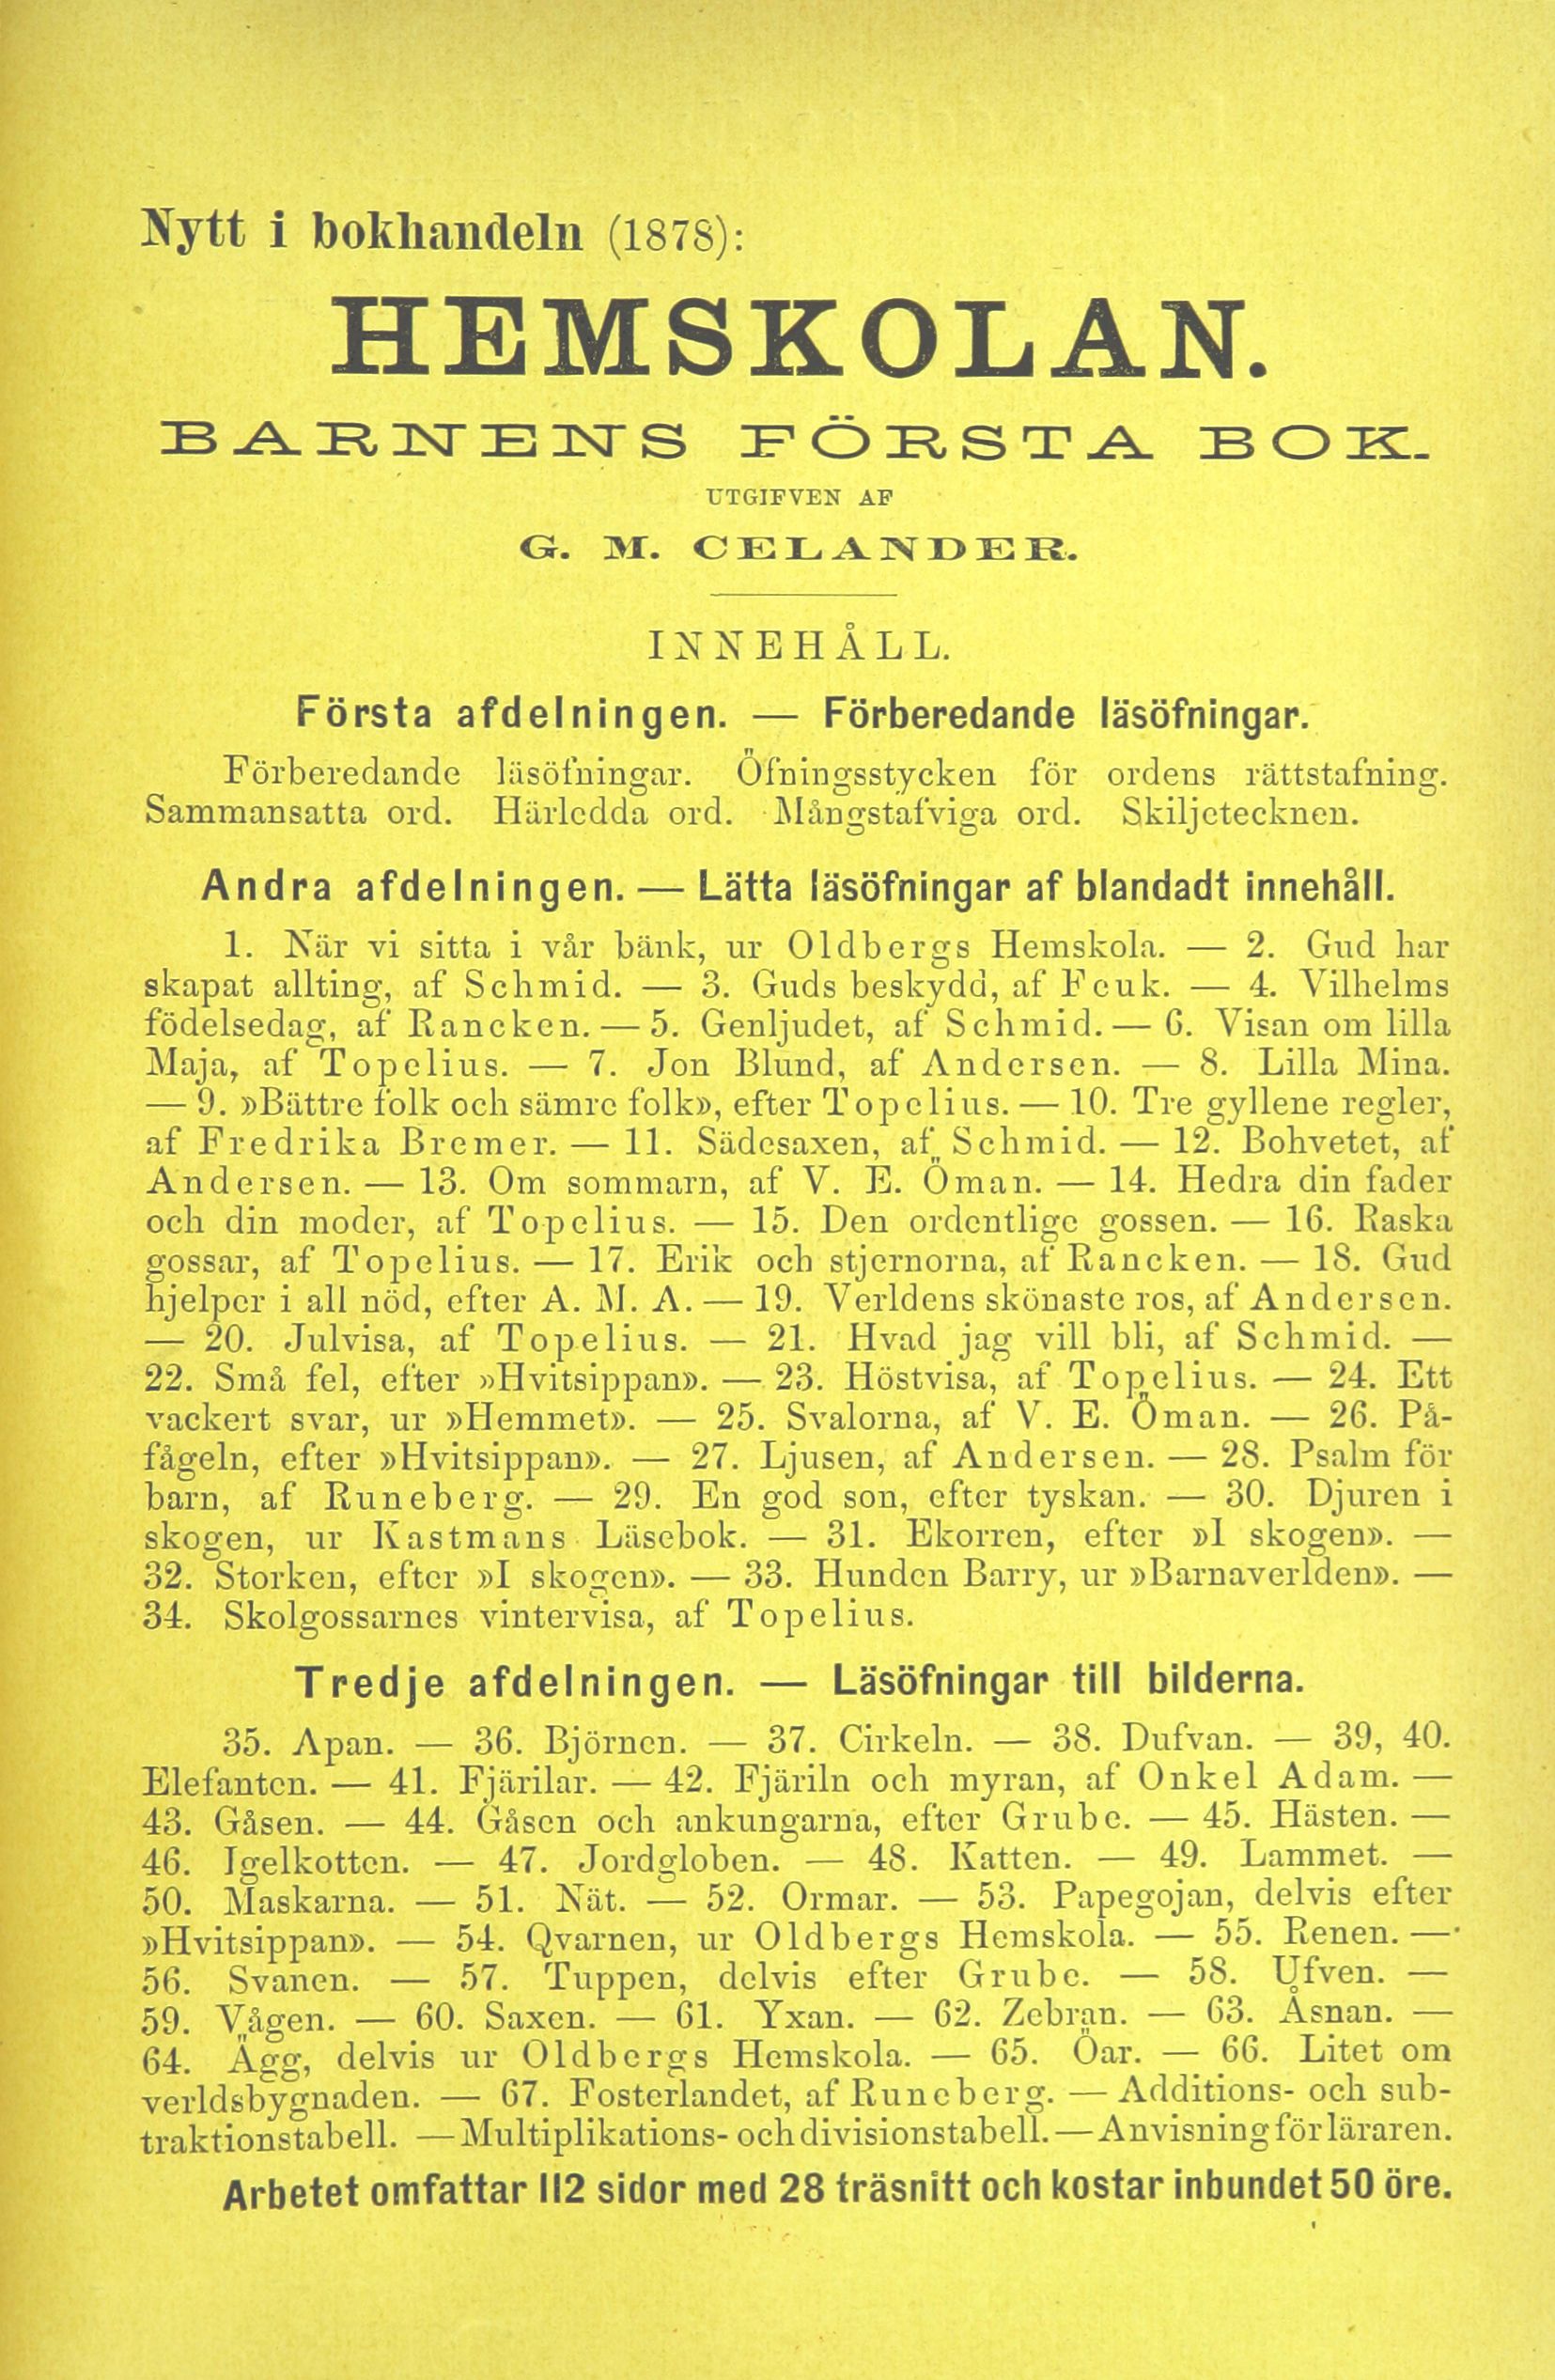 Nytt i bokhandeln (1878):
HEMSKOLAN.
BARNENS FÖRSTA BOK.
UTGIFVEN AF
G. M. CELANDER.
INNEHÅLL.
Första afdelningen. — Förberedande läsöfningar.
Förberedande läsöfningar. Öfningsstycken för ordens rättstafning.
Sammansatta ord. Härledda ord. Mångstafviga ord. Skiljetecknen.
Andra afdelningen. — Lätta läsöfningar af blandadt innehåll.
1. När vi sitta i vår bänk, ur Oldbergs Hemskola. — 2. Gud har
skapat allting, af Schmid. — 3. Guds beskydd, af Feuk. — 4. Vilhelms
födelsedag, af Rancken. — 5. Genljudet, af Schmid. — 6. Visan om lilla
Maja, af Topelius. — 7. Jon Blund, af Andersen. — 8. Lilla Mina.
— 9. »Bättre folk och sämre folk», efter Topelius. — 10. Tre gyllene regler,
af Fredrika Bremer. — 11. Sädesaxen, af Schmid. — 12. Bohvetet, af
Andersen. — 13. Om sommarn, af V. E. Öman. — 14. Hedra din fader
och din moder, af Topelius. — 15. Den ordentlige gossen. — 16. Raska
gossar, af Topelius. — 17. Erik och stjernorna, af Rancken. — 18. Gud
hjelper i all nöd, efter A. M. A. — 19. Verldens skönaste ros, af Andersen.
— 20. Julvisa, af Topelius. — 21. Hvad jag vill bli, af Schmid. —
22. Små fel, efter »Hvitsippan». — 23. Höstvisa, af Topelius. — 24. Ett
vackert svar, ur »Hemmet». — 25. Svalorna, af V. E. Öman. — 26. På-
fågeln, efter »Hvitsippan». — 27. Ljusen, af Andersen. — 28. Psalm för
barn, af Runeberg. — 29. En god son, efter tyskan. — 30. Djuren i
skogen, ur Kastmans Läsebok. — 31. Ekorren, efter »I skogen». —
32. Storken, efter »I skogen». — 33. Hunden Barry, ur »Barnaverlden». —
34. Skolgossarnes vintervisa, af Topelius.
Tredje afdelningen. — Läsöfningar till bilderna.
35. Apan. — 36. Björnen. — 37. Cirkeln. — 38. Dufvan. — 39, 40.
Elefanten. — 41. Fjärilar. — 42. Fjäriln och myran, af Onkel Adam. —
43. Gåsen. — 44. Gåsen och ankungarna, efter Grube. — 45. Hästen. —
46. Igelkotten. — 47. Jordgloben. — 48. Katten. — 49. Lammet. —
50. Maskarna. — 51. Nät. — 52. Ormar. — 53. Papegojan, delvis efter
»Hvitsippan». — 54. Qvarnen, ur Oldbergs Hemskola. — 55. Renen. —
56. Svanen. — 57. Tuppen, delvis efter Grube. — 58. Ufven. —
59. Vågen. — 60. Saxen. — 61. Yxan. — 62. Zebran. — 63. Åsnan. —
64. Ägg, delvis ur Oldbergs Hemskola. — 65. Öar. — 66. Litet om
verldsbygnaden. — 67. Fosterlandet, af Runeberg. — Additions- och sub-
traktionstabell. — Multiplikations- och divisionstabell. — Anvisning för läraren.
Arbetet omfattar 112 sidor med 28 träsnitt och kostar inbundet 50 öre.